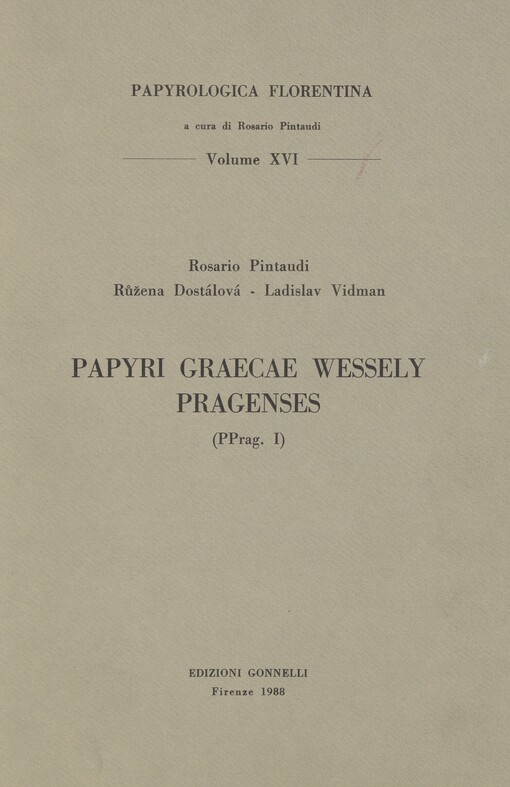 PAPYROLOGICA FLORENTINA
a cura di Rosario Pintaudi
Volume XVI
Rosario Pintaudi
Růžena Dostálová - Ladislav Vidman
PAPYRI GRAECAE WESSELY
PRAGENSES
(PPrag. I)
EDIZIONI GONNELLI
Firenze 1988